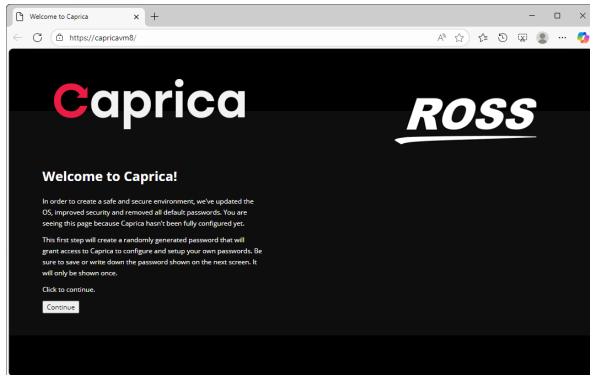 Welcome to Caprica
https://capricavm8/
Caprica
ROSS
Welcome to Caprica!
In order to create a safe and secure environment, we've updated the
OS, improved security and removed all default passwords. You are
seeing this page because Caprica hasn't been fully configured yet.
This first step will create a randomly generated password that will
grant access to Caprica to configure and setup your own passwords. Be
sure to save or write down the password shown on the next screen. It
will only be shown once.
Click to continue.
Continue